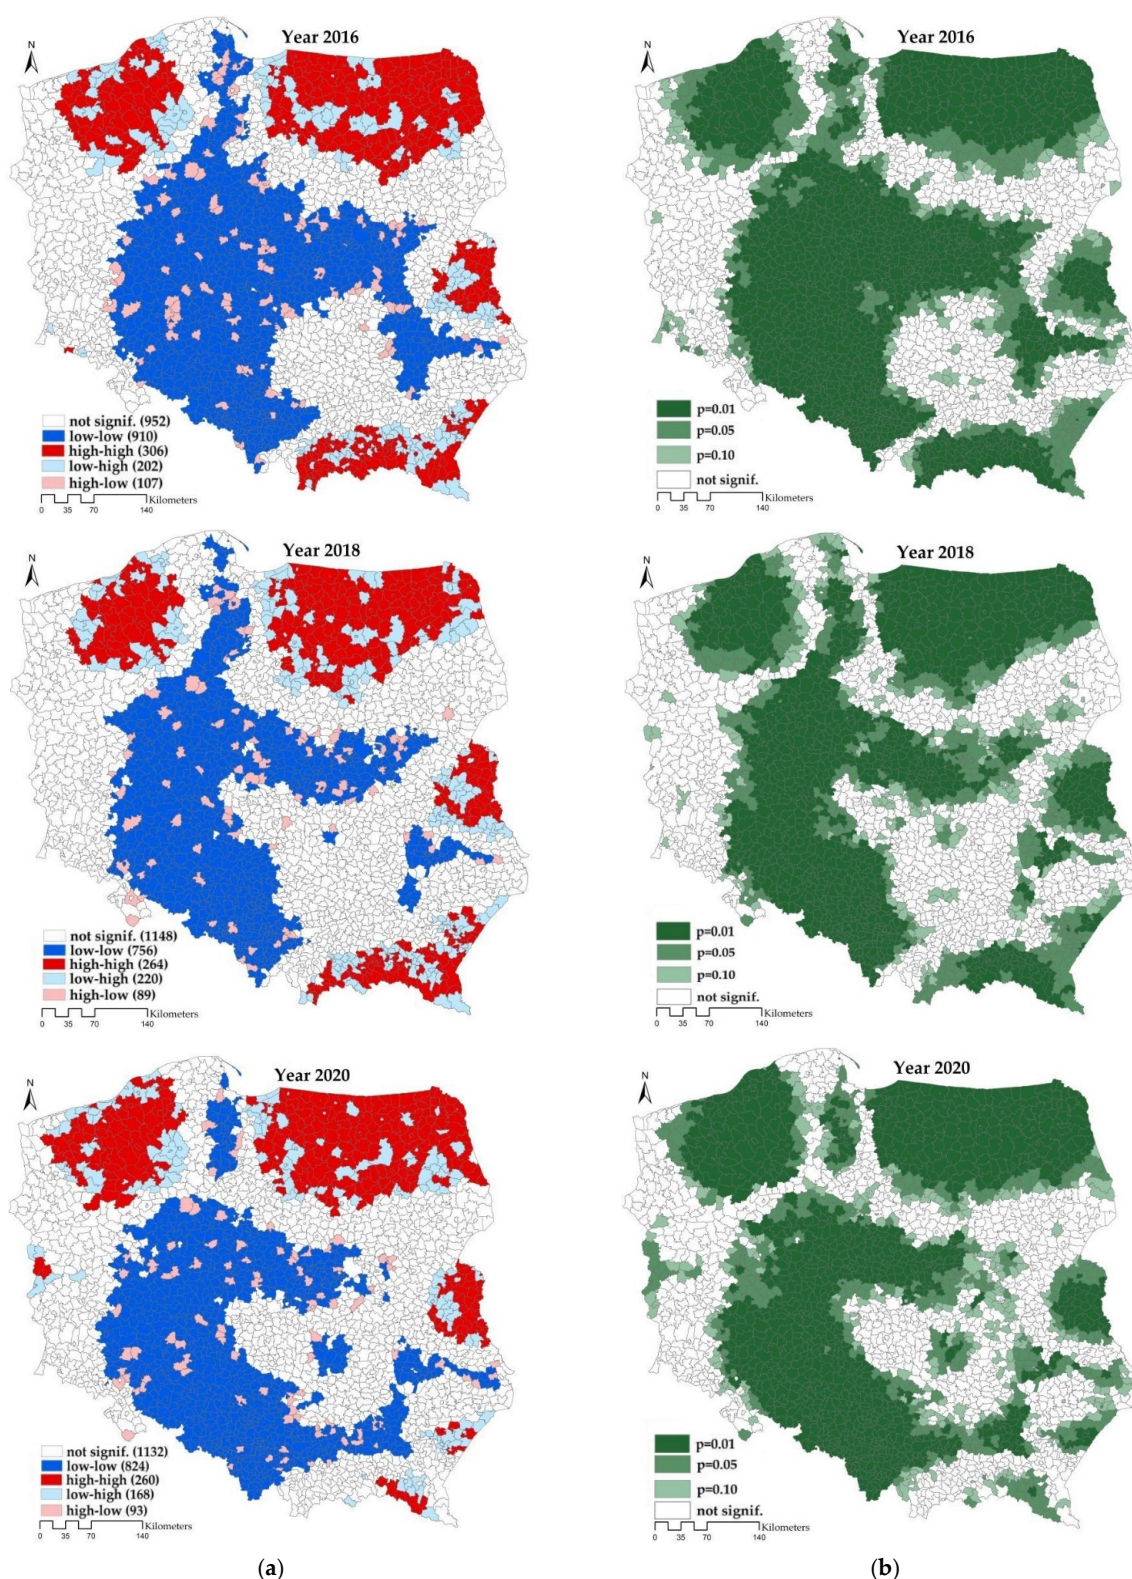 Year 2016
N
not signif. (952)
low-low (910)
high-high (306)
low-high (202)
high-low (107)
Kilometers
0 35 70 140
Year 2016
N
p=0.01
p=0.05
p=0.10
not signif.
Kilometers
0 35 70 140
Year 2018
N
not signif. (1148)
low-low (756)
high-high (264)
low-high (220)
high-low (89)
Kilometers
0 35 70 140
Year 2018
N
p=0.01
p=0.05
p=0.10
not signif.
Kilometers
0 35 70 140
Year 2020
N
not signif. (1132)
low-low (824)
high-high (260)
low-high (168)
high-low (93)
Kilometers
0 35 70 140
Year 2020
N
p=0.01
p=0.05
p=0.10
not signif.
Kilometers
0 35 70 140
(a)
(b)